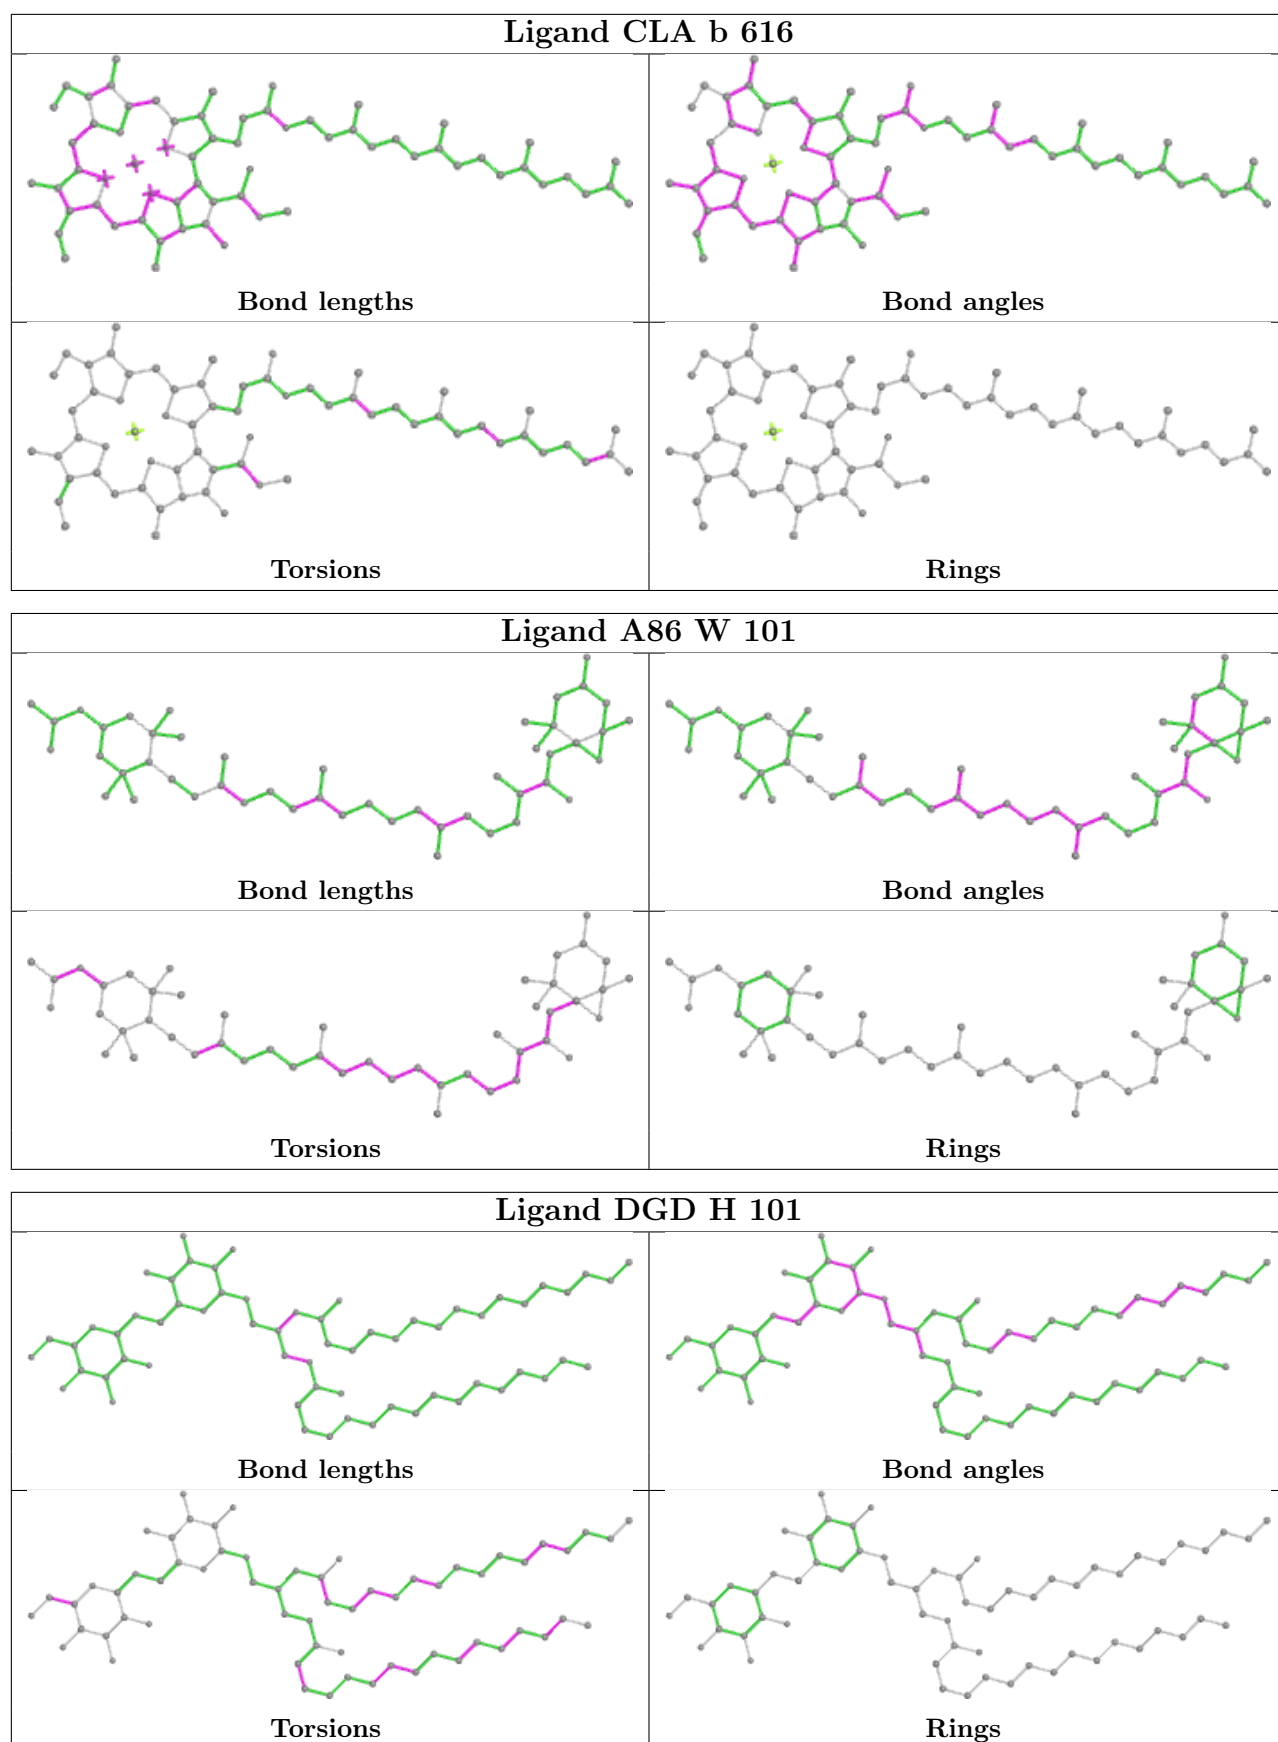 Ligand CLA b 616
Bond lengths
Bond angles
Torsions
Rings
Ligand A86 W 101
Bond lengths
Bond angles
Torsions
Rings
Ligand DGD H 101
Bond lengths
Bond angles
Torsions
Rings